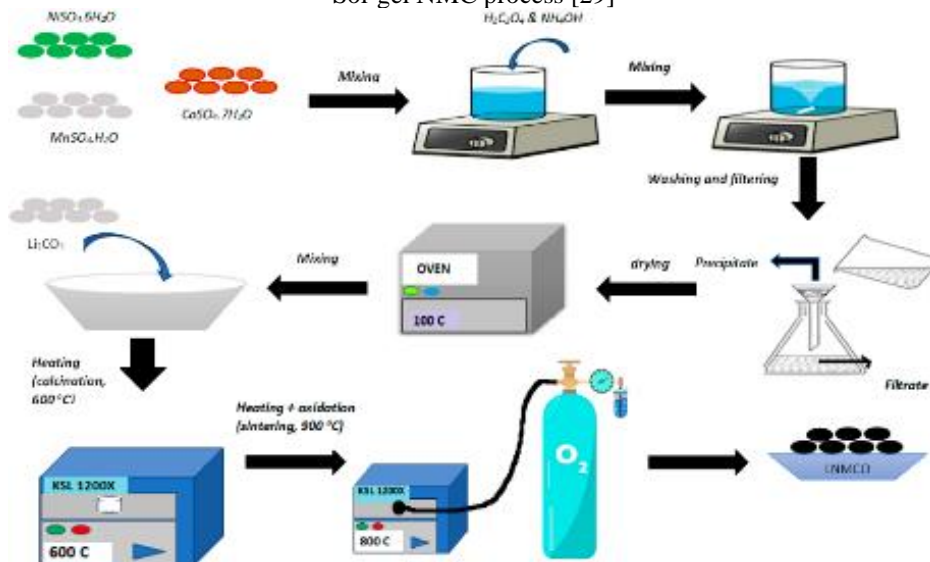 Sol-gel NMC process [29]
NiSO₄.6H₂O
H₂C₂O₄ & NH₄OH
Mixing
Mixing
CoSO₄.7H₂O
MnSO₄.H₂O
Washing and filtering
Li₂CO₃
Mixing
OVEN
100 C
drying
Precipitate
Filtrate
Heating
(calcination,
600 °C)
Heating + oxidation
(sintering, 900 °C)
O₂
LNMCO
KSL 1200X
600 C
KSL 1200X
800 C